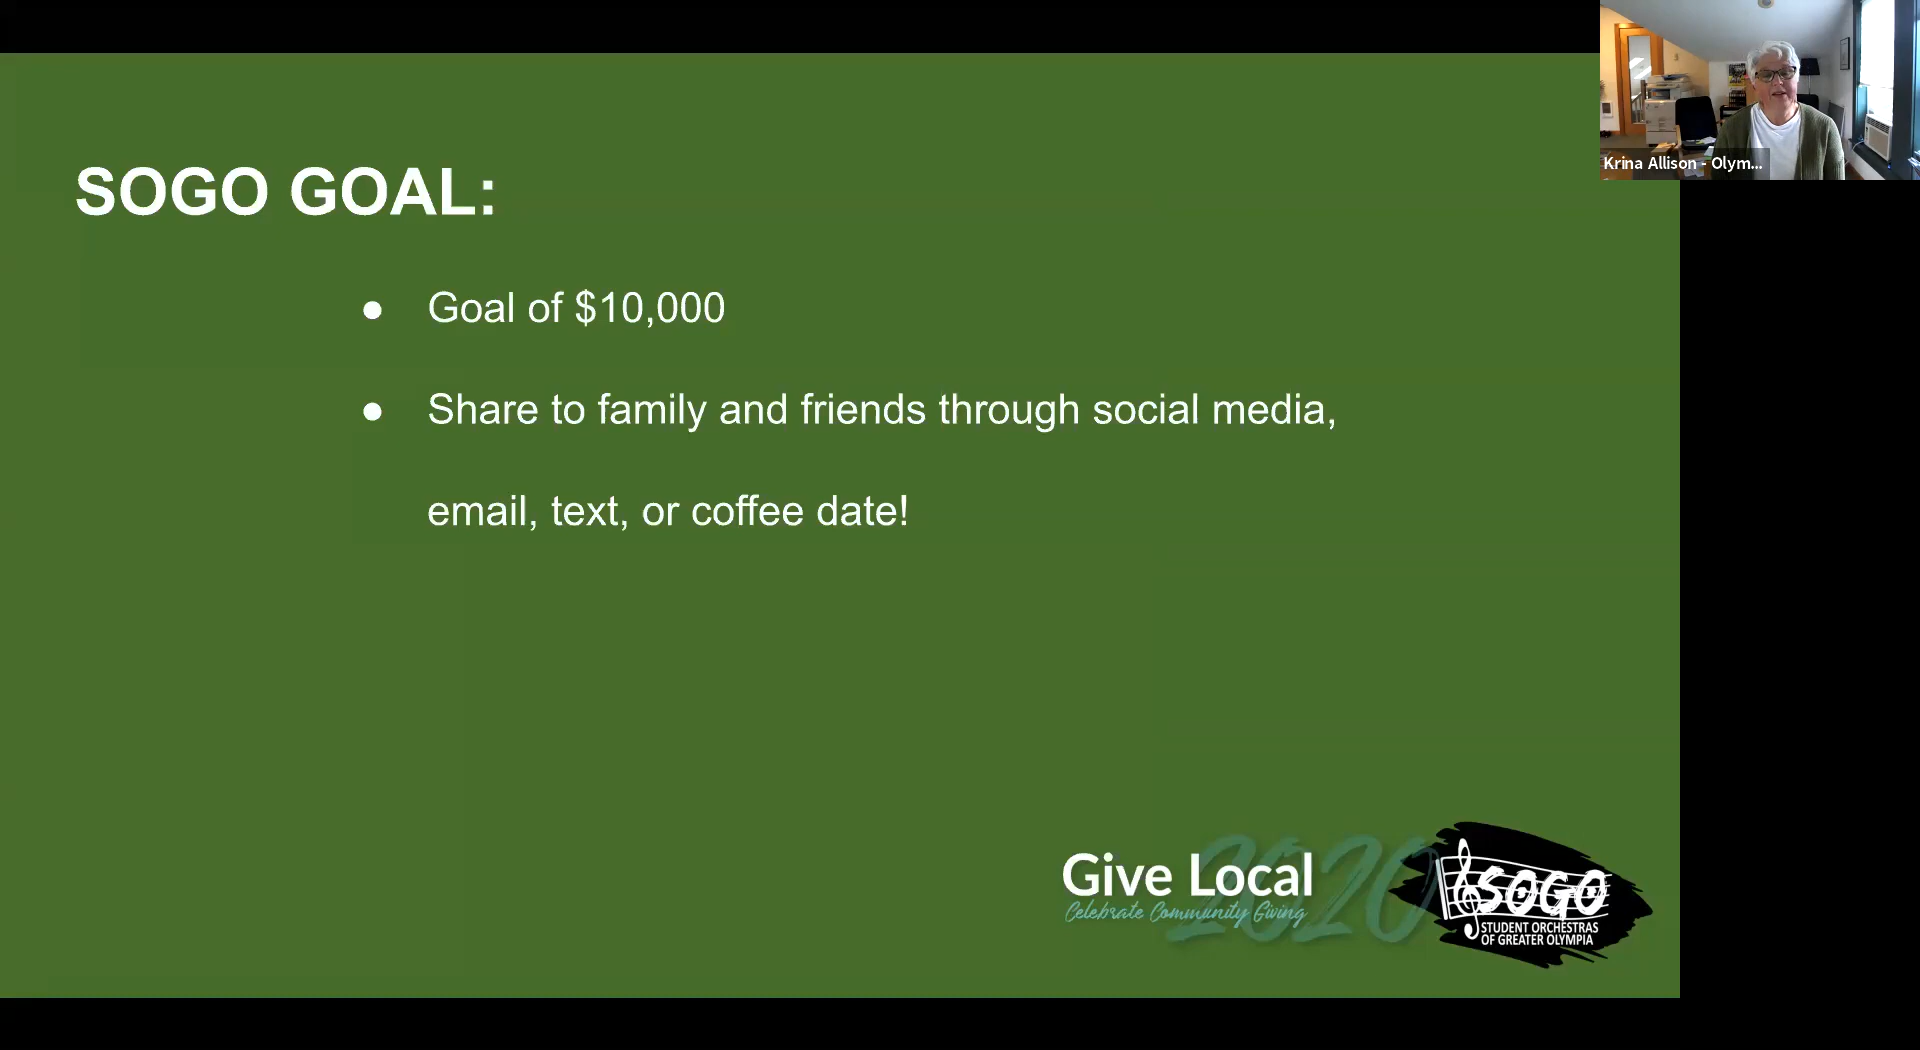 Krina Allison - Olym...
SOGO GOAL:
● Goal of $10,000
● Share to family and friends through social media,
email, text, or coffee date!
2020
Give Local
Celebrate Community Giving
SOGO
STUDENT ORCHESTRAS
OF GREATER OLYMPIA